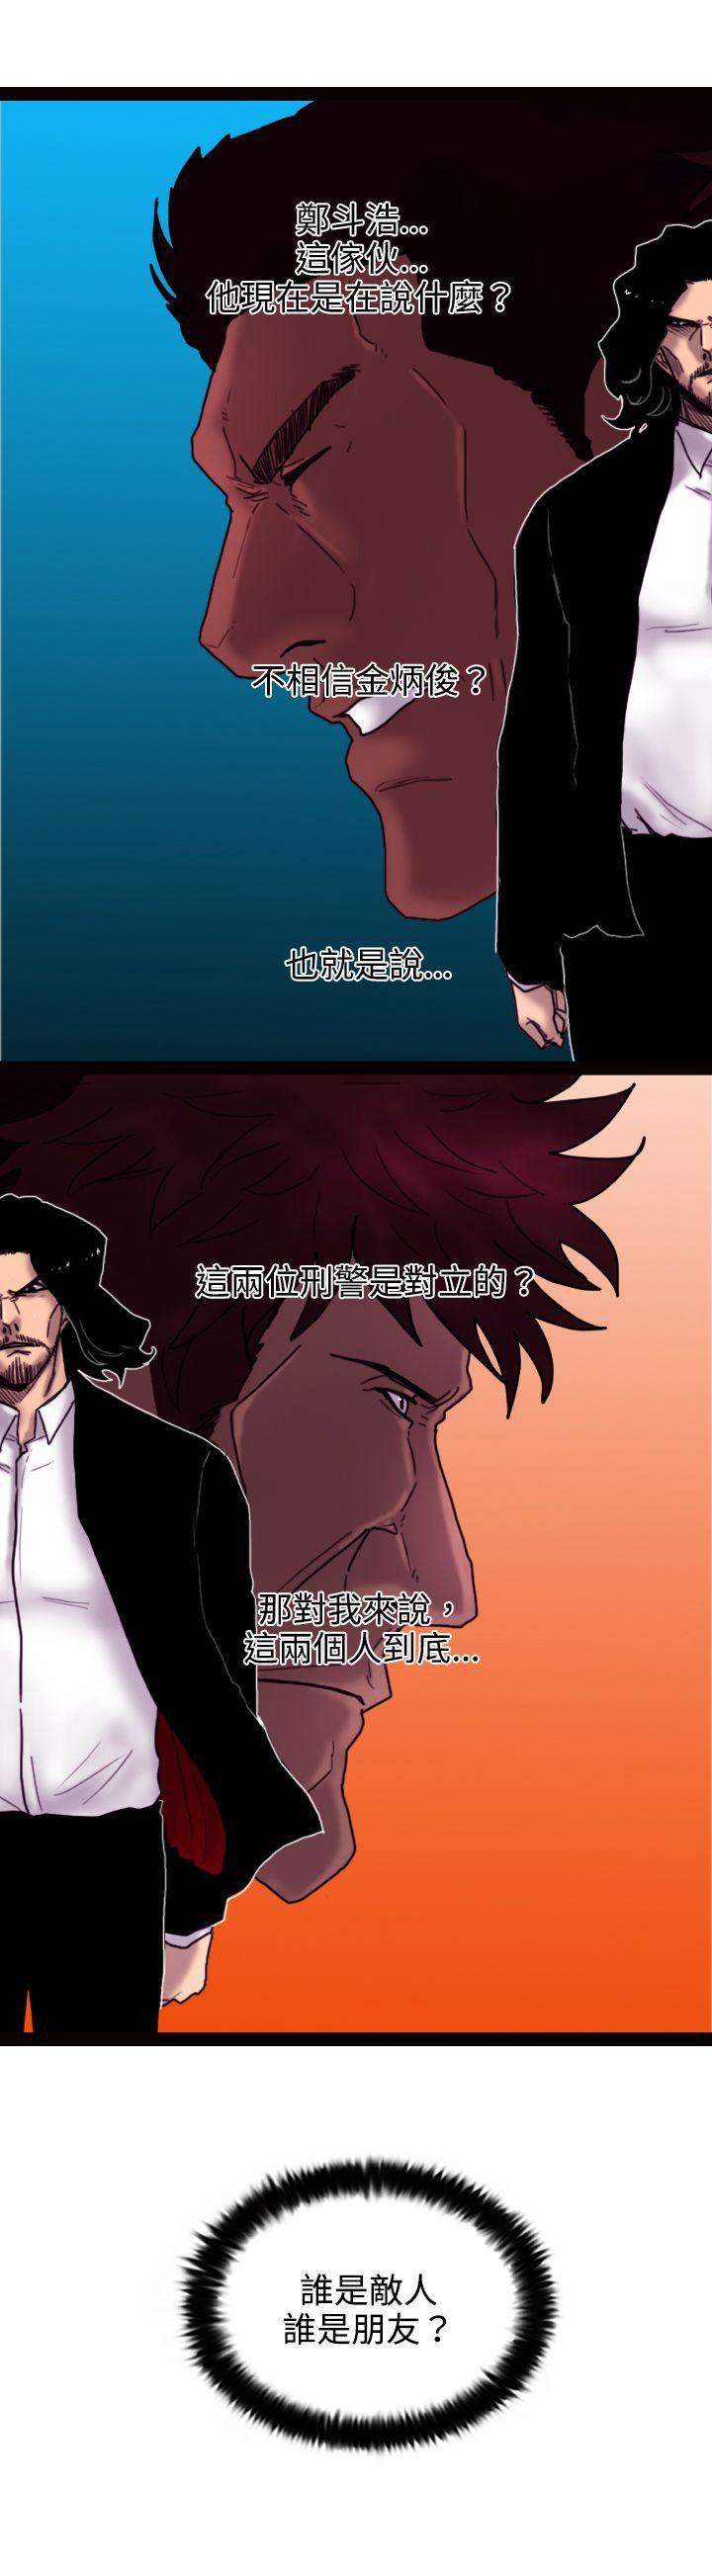 鄭斗浩...
這傢伙...
他現在是在說什麼？
不相信金炳俊？
也就是說...
這兩位刑警是對立的？
那對我來說，
這兩個人到底...
誰是敵人
誰是朋友？